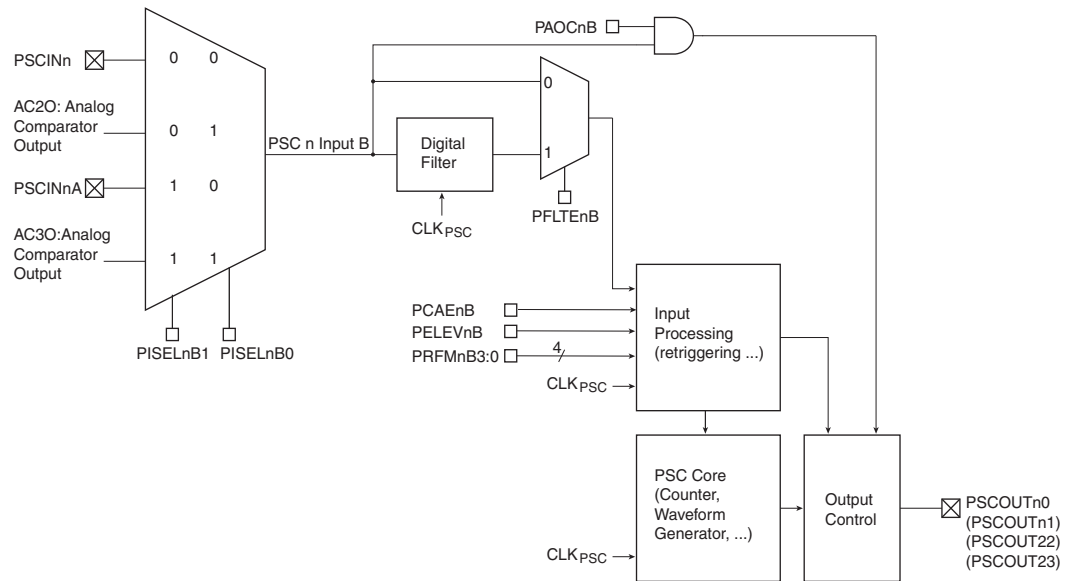 PAOCnB
PSCINn
0 0
0
AC2O: Analog
Comparator
Output
0 1
PSC n Input B
Digital
Filter
1
PSCINnA
1 0
CLKPSC
PFLTEnB
AC3O:Analog
Comparator
Output
1 1
PISELnB1
PISELnB0
PCAEnB
PELEVnB
PRFMnB3:0
4
CLKPSC
Input
Processing
(retriggering ...)
PSC Core
(Counter,
Waveform
Generator, ...)
CLKPSC
Output
Control
PSCOUTn0
(PSCOUTn1)
(PSCOUT22)
(PSCOUT23)